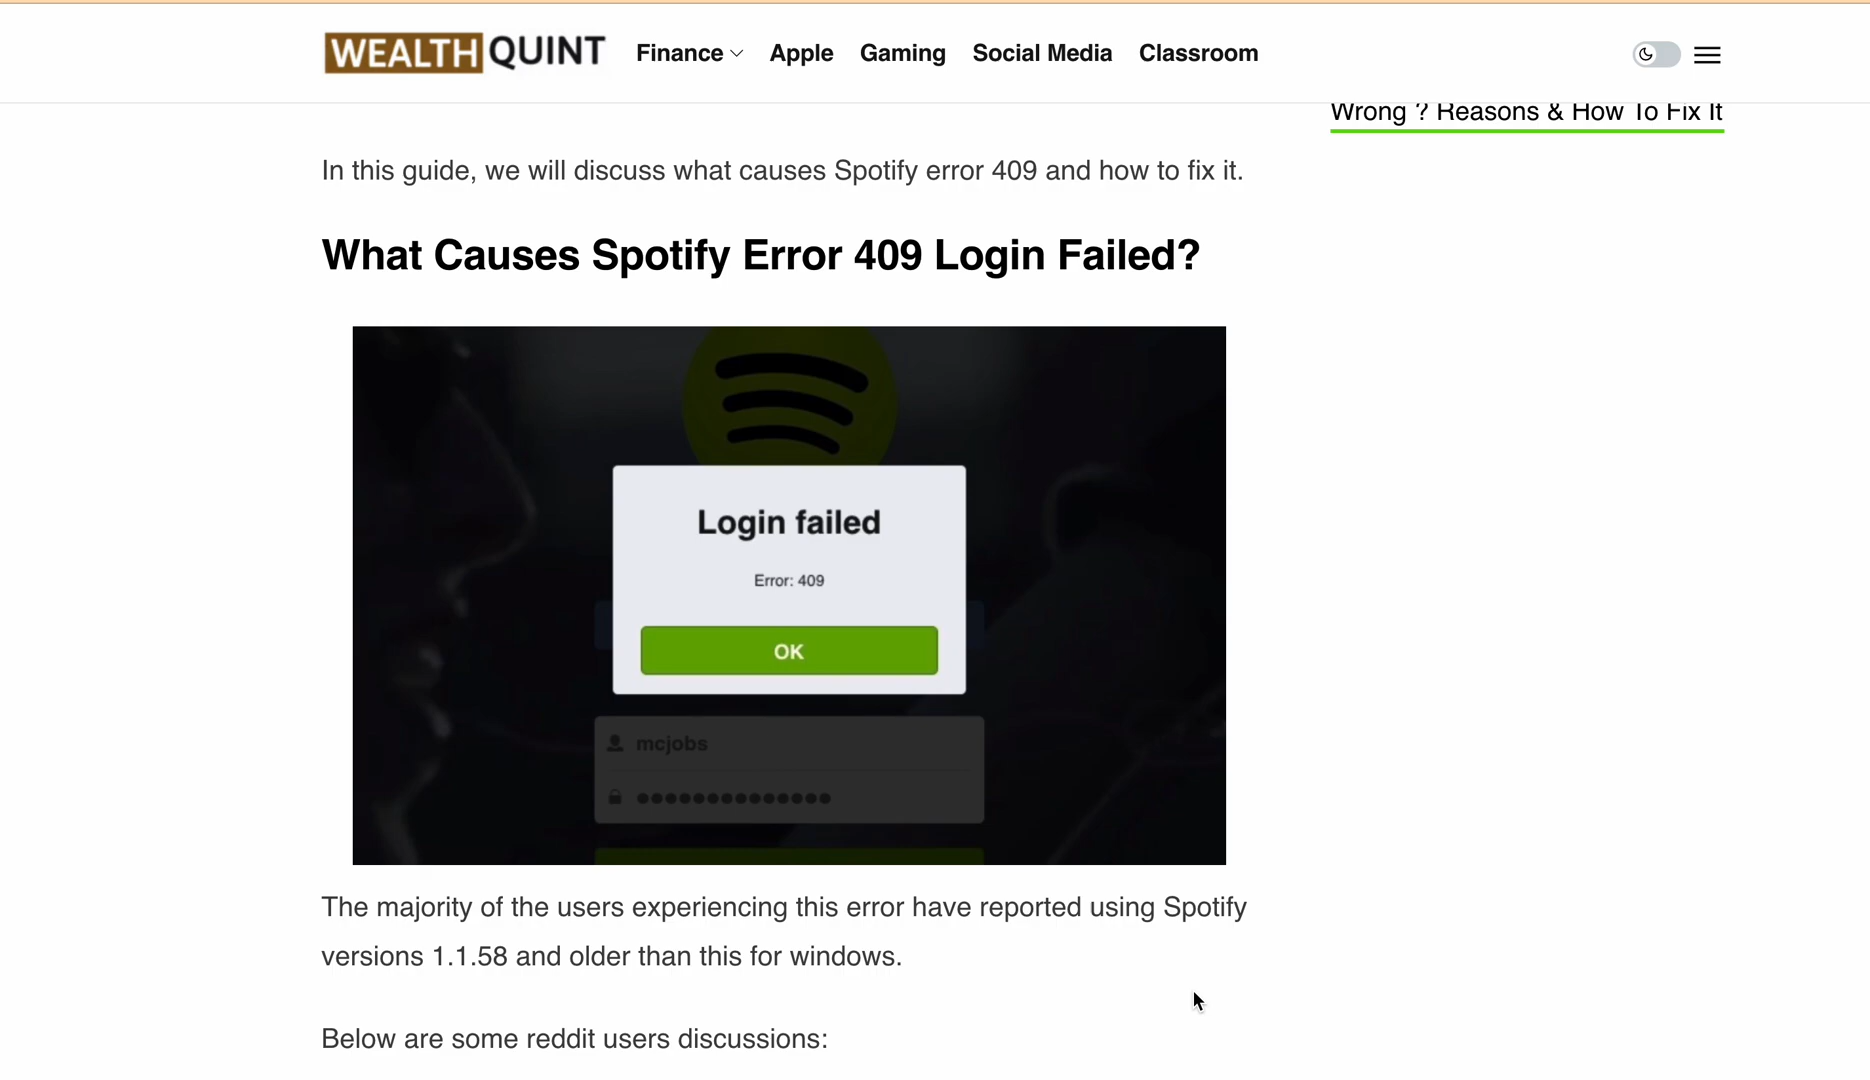 WEALTH QUINT Finance Apple Gaming Social Media Classroom
Wrong ? Reasons & How To Fix It
In this guide, we will discuss what causes Spotify error 409 and how to fix it.
What Causes Spotify Error 409 Login Failed?
Login failed
Error: 409
OK
mcjobs
The majority of the users experiencing this error have reported using Spotify
versions 1.1.58 and older than this for windows.
Below are some reddit users discussions: